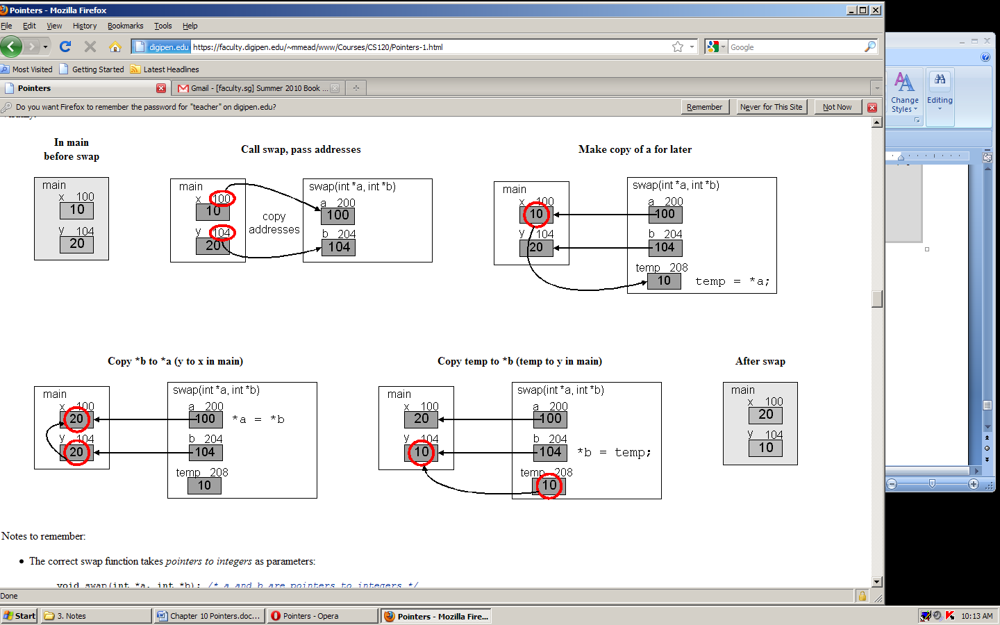 Pointers - Mozilla Firefox
File Edit View History Bookmarks Tools Help
digipen.edu https://faculty.digipen.edu/~mmead/www/Courses/CS120/Pointers-1.html
Google
Most Visited Getting Started Latest Headlines
Pointers
Gmail - [faculty.sg] Summer 2010 Book ...
Do you want Firefox to remember the password for "teacher" on digipen.edu?
Remember Never for This Site Not Now
Change Styles
Editing
In main
before swap
Call swap, pass addresses
Make copy of a for later
main
x 100
10
y 104
20
main
x 100
10
y 104
20
copy
addresses
swap(int *a, int *b)
a 200
100
b 204
104
main
x 100
10
y 104
20
swap(int *a, int *b)
a 200
100
b 204
104
temp 208
10 temp = *a;
Copy *b to *a (y to x in main)
Copy temp to *b (temp to y in main)
After swap
main
x 100
20
y 104
20
swap(int *a, int *b)
a 200
100 *a = *b
b 204
104
temp 208
10
main
x 100
20
y 104
10
swap(int *a, int *b)
a 200
100
b 204
104 *b = temp;
temp 208
10
main
x 100
20
y 104
10
Notes to remember:
The correct swap function takes pointers to integers as parameters:
void swap(int *a, int *b); /* a and b are pointers to integers */
Done
Start 3. Notes Chapter 10 Pointers.doc... Pointers - Opera Pointers - Mozilla Fire... 10:13 AM